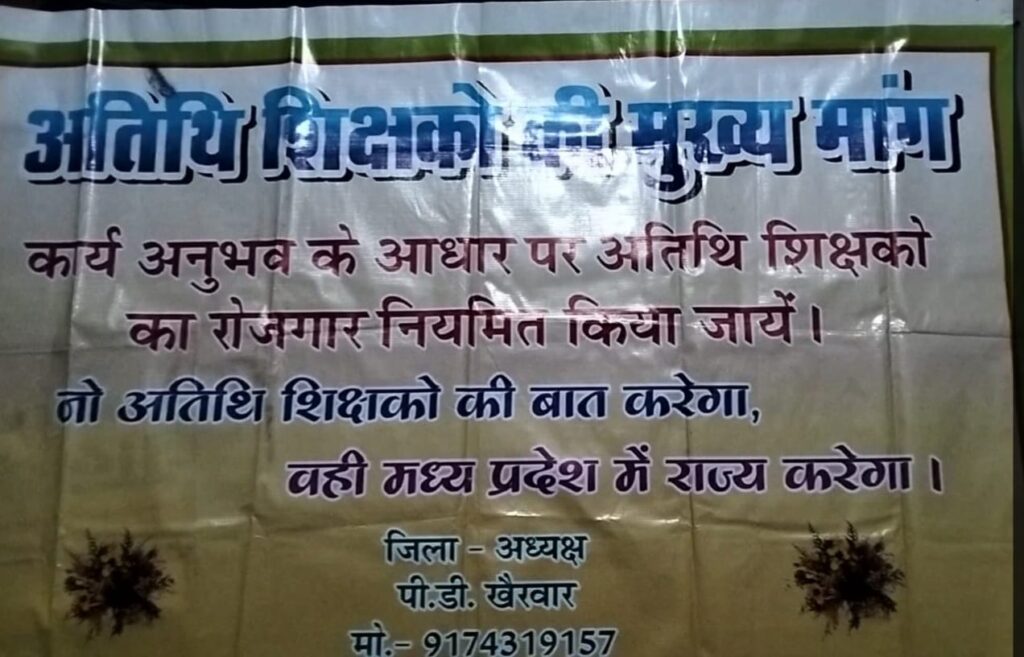 अतिथि शिक्षको की मुख्य मांग
कार्य अनुभव के आधार पर अतिथि शिक्षको
का रोजगार नियमित किया जायें।
जो अतिथि शिक्षको की बात करेगा,
वही मध्य प्रदेश में राज्य करेगा।
जिला - अध्यक्ष
पी.डी. खैरवार
मो.- 9174319157